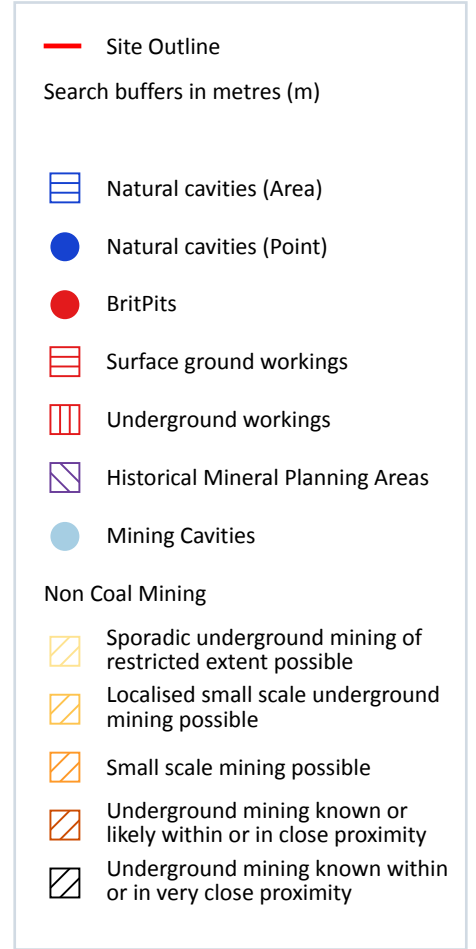 Site Outline
Search buffers in metres (m)
Natural cavities (Area)
Natural cavities (Point)
BritPits
Surface ground workings
Underground workings
Historical Mineral Planning Areas
Mining Cavities
Non Coal Mining
Sporadic underground mining of
restricted extent possible
Localised small scale underground
mining possible
Small scale mining possible
Underground mining known or
likely within or in close proximity
Underground mining known within
or in very close proximity